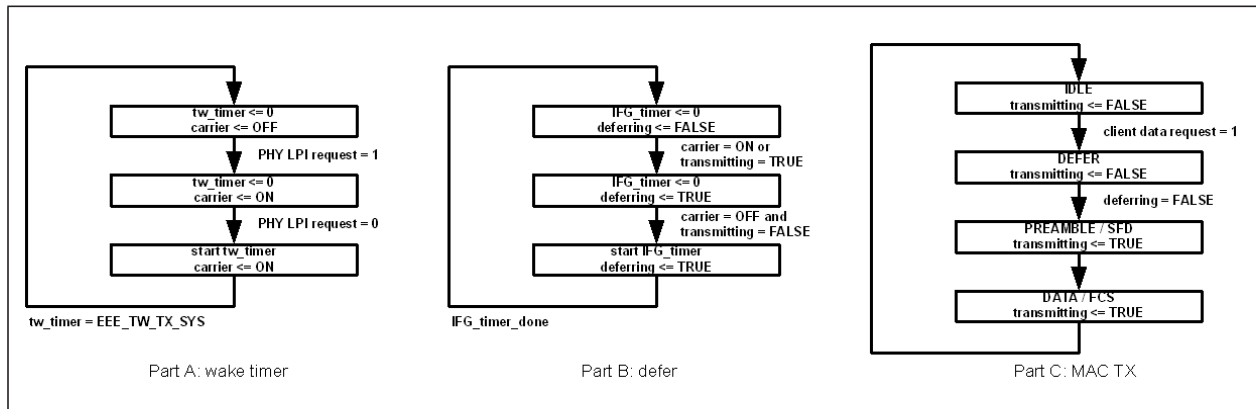 tw_timer <= 0
carrier <= OFF
PHY LPI request = 1
tw_timer <= 0
carrier <= ON
PHY LPI request = 0
start tw_timer
carrier <= ON
tw_timer = EEE_TW_TX_SYS
Part A: wake timer
IFG_timer <= 0
deferring <= FALSE
carrier = ON or
transmitting = TRUE
IFG_timer <= 0
deferring <= TRUE
carrier = OFF and
transmitting = FALSE
start IFG_timer
deferring <= TRUE
IFG_timer_done
Part B: defer
IDLE
transmitting <= FALSE
client data request = 1
DEFER
transmitting <= FALSE
deferring = FALSE
PREAMBLE / SFD
transmitting <= TRUE
DATA / FCS
transmitting <= TRUE
Part C: MAC TX